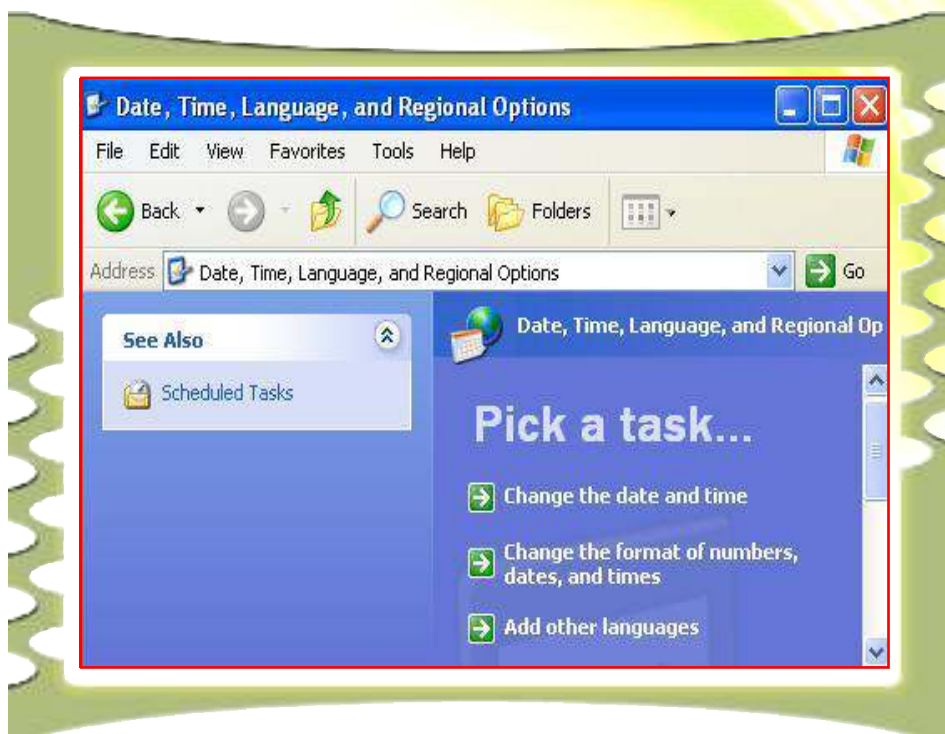 Date, Time, Language, and Regional Options
File Edit View Favorites Tools Help
Back Search Folders
Address Date, Time, Language, and Regional Options Go
See Also
Scheduled Tasks
Date, Time, Language, and Regional Op
Pick a task...
Change the date and time
Change the format of numbers,
dates, and times
Add other languages